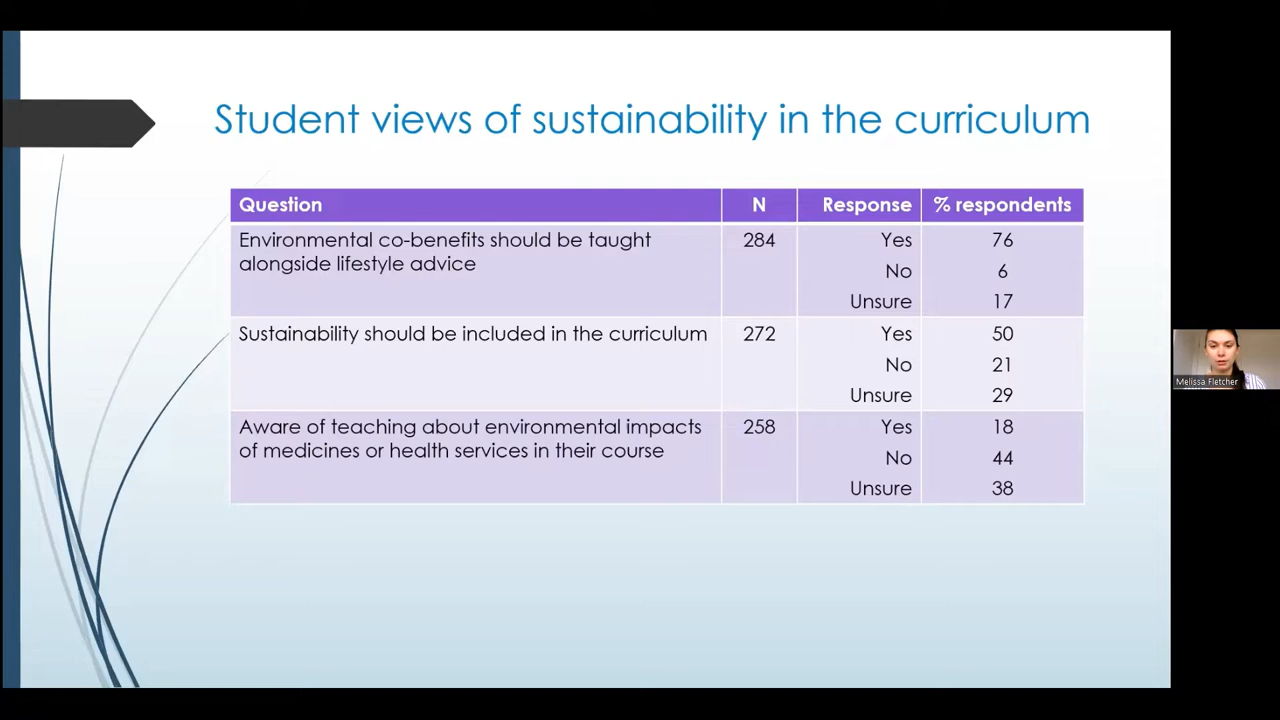 Student views of sustainability in the curriculum
Question N Response % respondents
Environmental co-benefits should be taught 284 Yes 76
alongside lifestyle advice
No 6
Unsure 17
Sustainability should be included in the curriculum 272 Yes 50
No 21
Unsure 29
Aware of teaching about environmental impacts 258 Yes 18
of medicines or health services in their course
No 44
Unsure 38
Melissa Fletcher